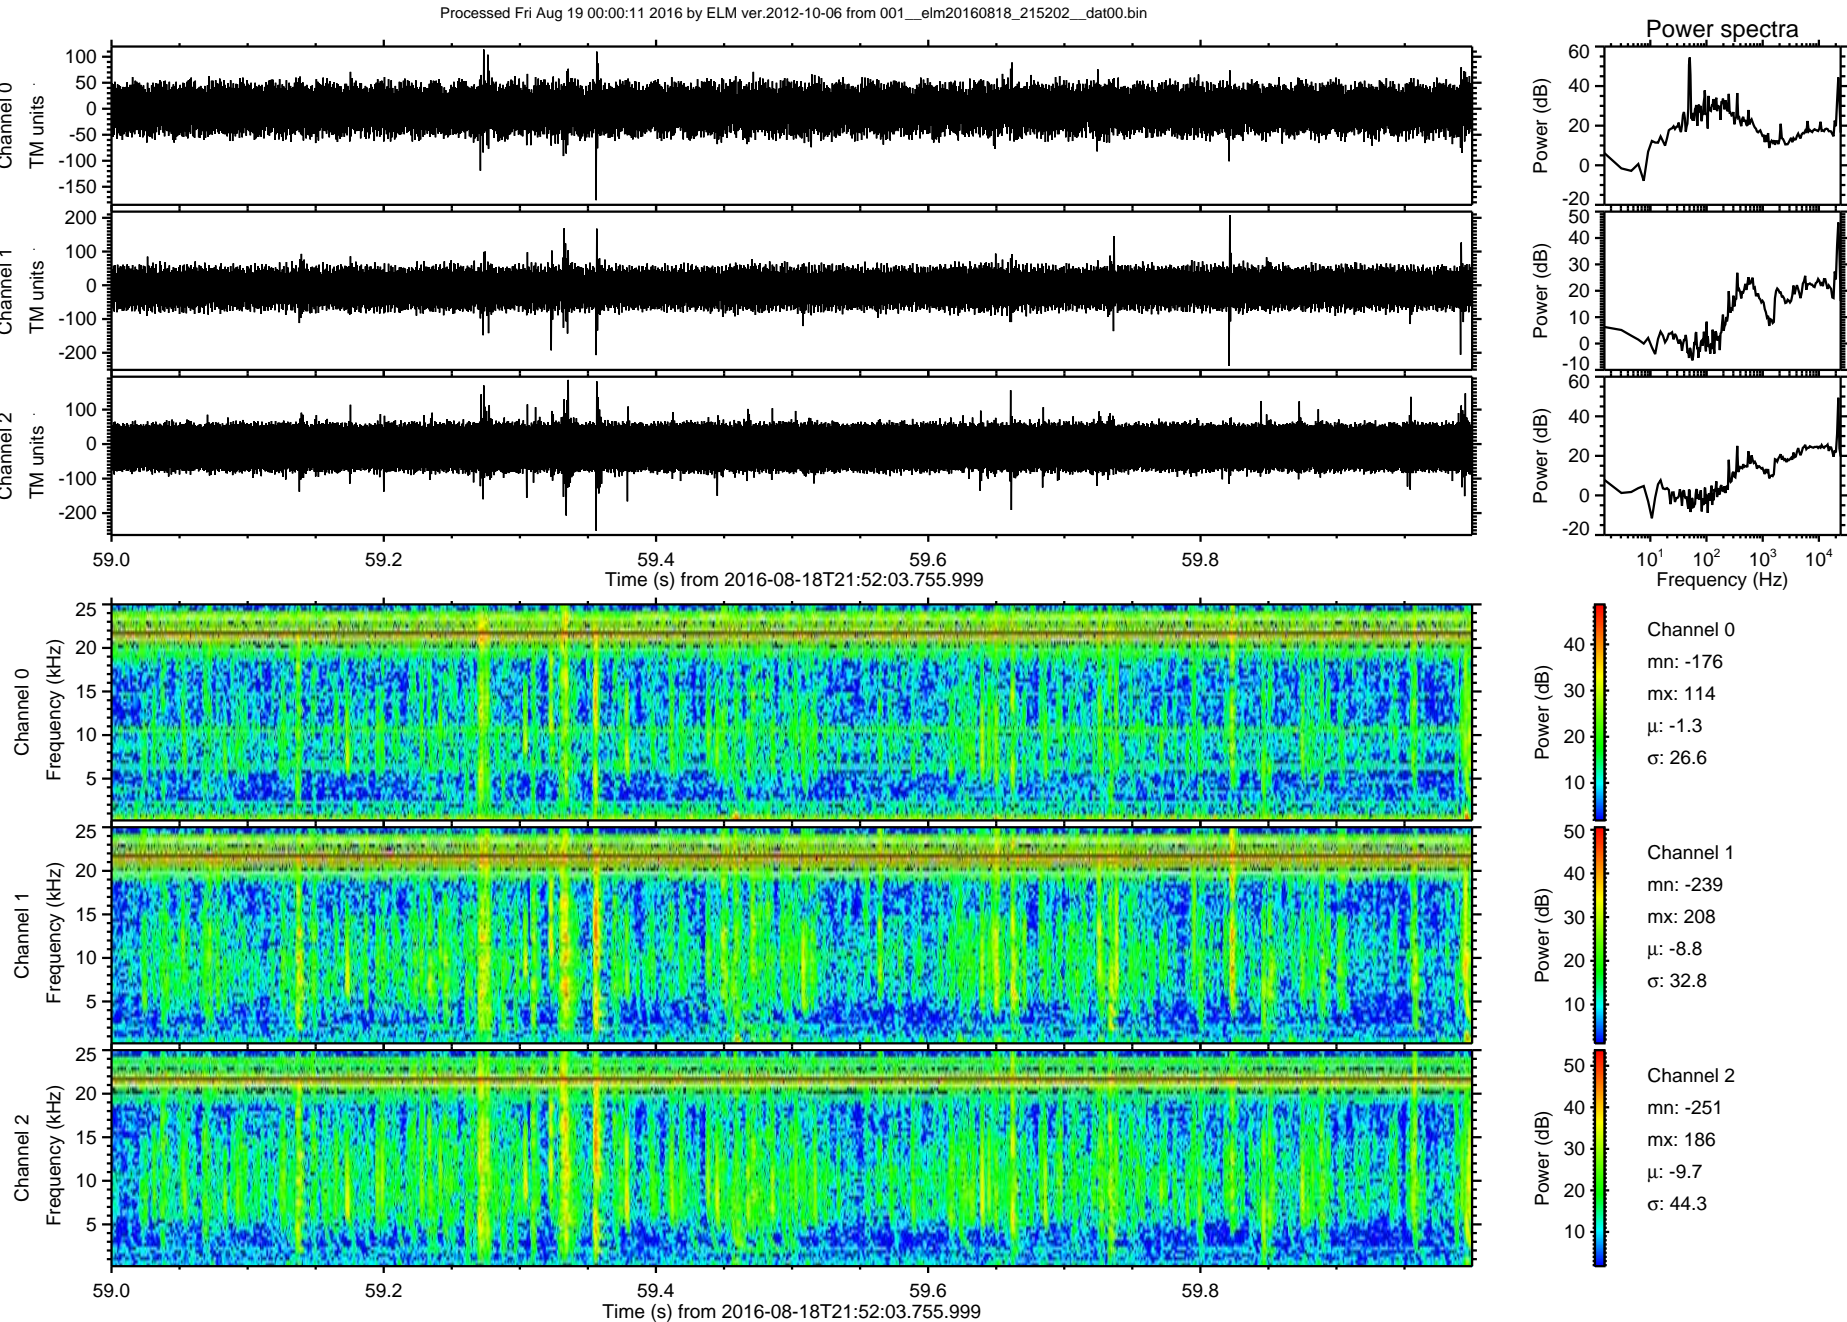 Processed Fri Aug 19 00:00:11 2016 by ELM ver.2012-10-06 from 001__elm20160818_215202__dat00.bin
Power spectra
Channel 0
TM units
100
50
0
-50
-100
-150
Power (dB)
60
40
20
0
-20
Channel 1
TM units
200
100
0
-100
-200
Power (dB)
50
40
30
20
10
0
-10
Channel 2
TM units
100
0
-100
-200
Power (dB)
60
40
20
0
-20
59.0 59.2 59.4 59.6 59.8
Time (s) from 2016-08-18T21:52:03.755.999
10^1 10^2 10^3 10^4
Frequency (Hz)
Channel 0
Frequency (kHz)
25
20
15
10
5
Power (dB)
40
30
20
10
Channel 0
mn: -176
mx: 114
μ: -1.3
σ: 26.6
Channel 1
Frequency (kHz)
25
20
15
10
5
Power (dB)
50
40
30
20
10
Channel 1
mn: -239
mx: 208
μ: -8.8
σ: 32.8
Channel 2
Frequency (kHz)
25
20
15
10
5
Power (dB)
50
40
30
20
10
Channel 2
mn: -251
mx: 186
μ: -9.7
σ: 44.3
59.0 59.2 59.4 59.6 59.8
Time (s) from 2016-08-18T21:52:03.755.999